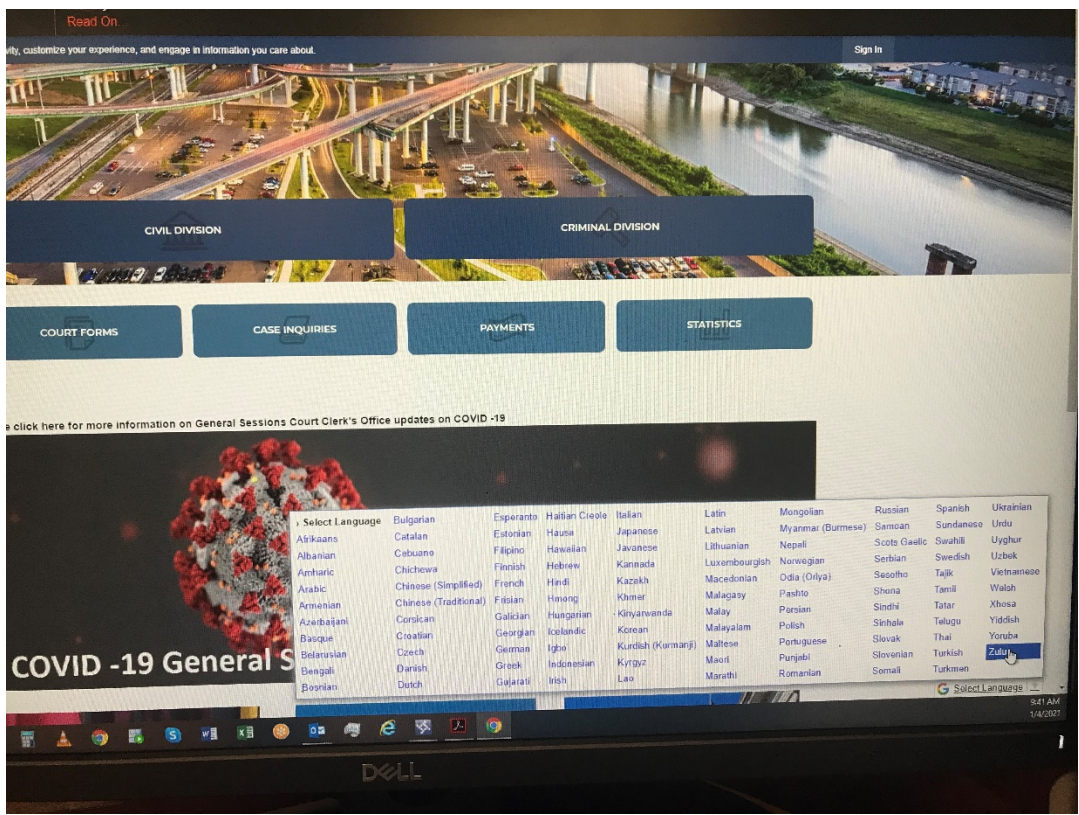 Read On.
vity, customize your experience, and engage in information you care about.
Sign In
CIVIL DIVISION
CRIMINAL DIVISION
COURT FORMS
CASE INQUIRIES
PAYMENTS
STATISTICS
e click here for more information on General Sessions Court Clerk's Office updates on COVID -19
COVID -19 General S
› Select Language
Afrikaans
Albanian
Amharic
Arabic
Armenian
Azerbaijani
Basque
Belarusian
Bengali
Bosnian
Bulgarian
Catalan
Cebuano
Chichewa
Chinese (Simplified)
Chinese (Traditional)
Corsican
Croatian
Czech
Danish
Dutch
Esperanto
Estonian
Filipino
Finnish
French
Frisian
Galician
Georgian
German
Greek
Gujarati
Haitian Creole
Hausa
Hawaiian
Hebrew
Hindi
Hmong
Hungarian
Icelandic
Igbo
Indonesian
Irish
Italian
Japanese
Javanese
Kannada
Kazakh
Khmer
Kinyarwanda
Korean
Kurdish (Kurmanji)
Kyrgyz
Lao
Latin
Latvian
Lithuanian
Luxembourgish
Macedonian
Malagasy
Malay
Malayalam
Maltese
Maori
Marathi
Mongolian
Myanmar (Burmese)
Nepali
Norwegian
Odia (Oriya)
Pashto
Persian
Polish
Portuguese
Punjabi
Romanian
Russian
Samoan
Scots Gaelic
Serbian
Sesotho
Shona
Sindhi
Sinhala
Slovak
Slovenian
Somali
Spanish
Sundanese
Swahili
Swedish
Tajik
Tamil
Tatar
Telugu
Thai
Turkish
Turkmen
Ukrainian
Urdu
Uyghur
Uzbek
Vietnamese
Welsh
Xhosa
Yiddish
Yoruba
Zulu
Select Language
9:41 AM
1/4/2021
DELL